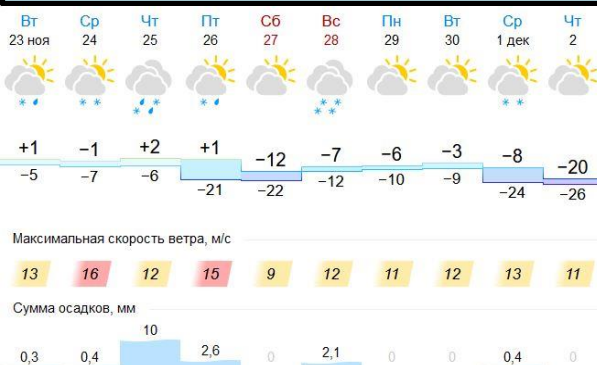 Вт Ср Чт Пт Сб Вс Пн Вт Ср Чт
23 ноя 24 25 26 27 28 29 30 1 дек 2
+1 −1 +2 +1 −12 −7 −6 −3 −8 −20
−5 −7 −6 −21 −22 −12 −10 −9 −24 −26
Максимальная скорость ветра, м/с
13 16 12 15 9 12 11 12 13 11
Сумма осадков, мм
0,3 0,4 10 2,6 0 2,1 0 0 0,4 0